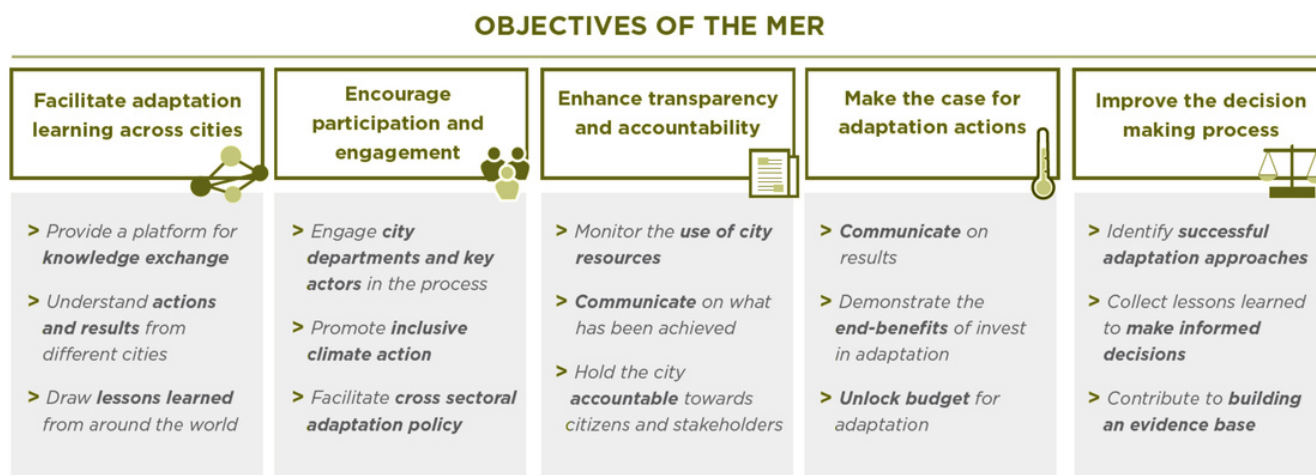 OBJECTIVES OF THE MER
Facilitate adaptation
learning across cities
> Provide a platform for
knowledge exchange
> Understand actions
and results from
different cities
> Draw lessons learned
from around the world
Encourage
participation and
engagement
> Engage city
departments and key
actors in the process
> Promote inclusive
climate action
> Facilitate cross sectoral
adaptation policy
Enhance transparency
and accountability
> Monitor the use of city
resources
> Communicate on what
has been achieved
> Hold the city
accountable towards
citizens and stakeholders
Make the case for
adaptation actions
> Communicate on
results
> Demonstrate the
end-benefits of invest
in adaptation
> Unlock budget for
adaptation
Improve the decision
making process
> Identify successful
adaptation approaches
> Collect lessons learned
to make informed
decisions
> Contribute to building
an evidence base